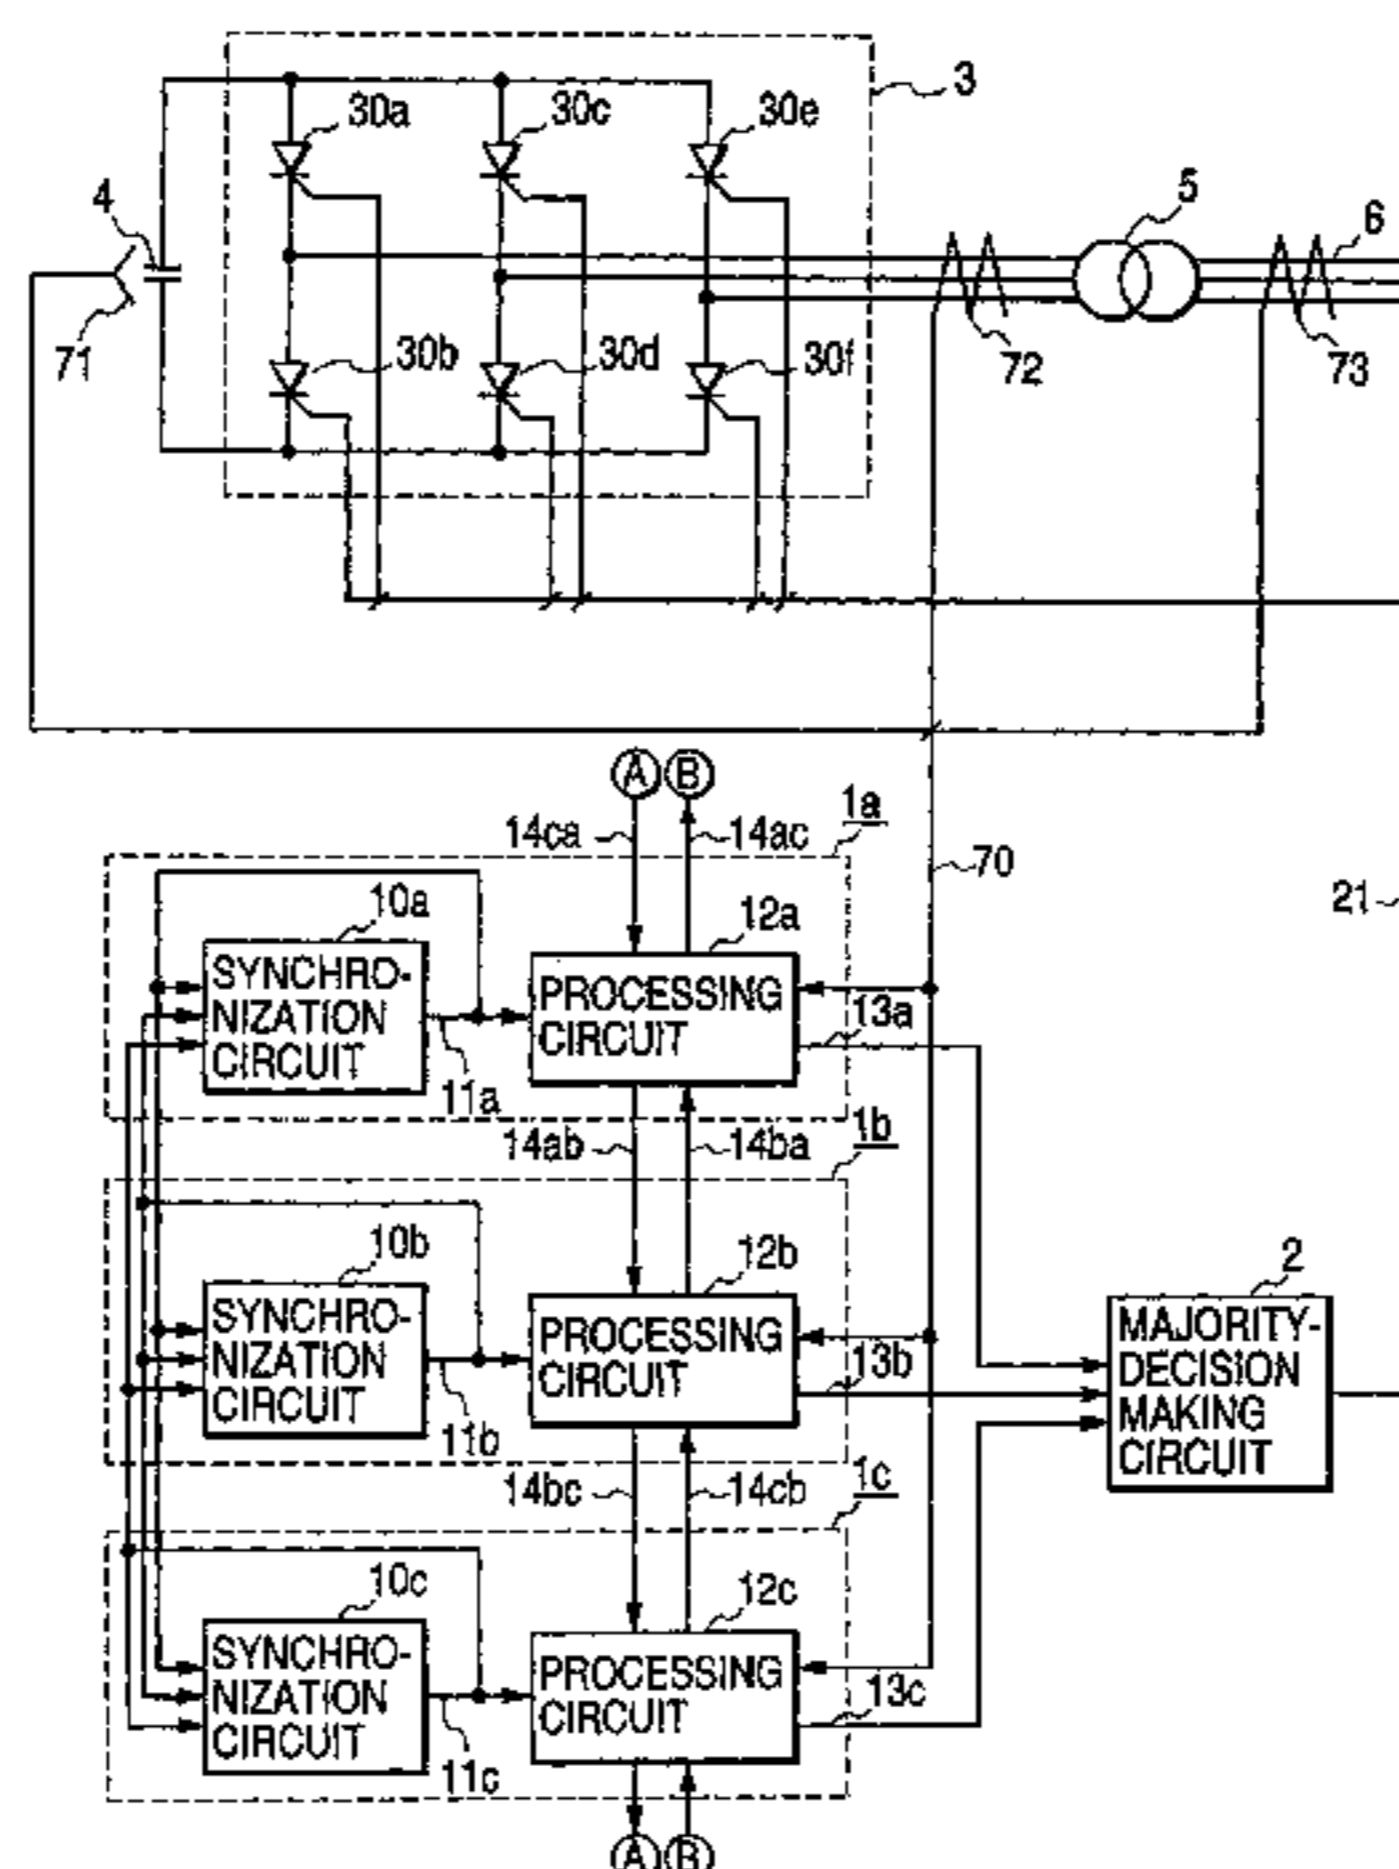 3
30a
30c
30e
4
5
6
71
30b
30d
30f
72
73
A
B
1a
14ca
14ac
70
21
10a
12a
SYNCHRO-
NIZATION
CIRCUIT
PROCESSING
CIRCUIT
13a
11a
14ab
14ba
1b
10b
12b
2
SYNCHRO-
NIZATION
CIRCUIT
PROCESSING
CIRCUIT
13b
MAJORITY-
DECISION
MAKING
CIRCUIT
11b
14bc
14cb
1c
10c
12c
SYNCHRO-
NIZATION
CIRCUIT
PROCESSING
CIRCUIT
13c
11c
A
B